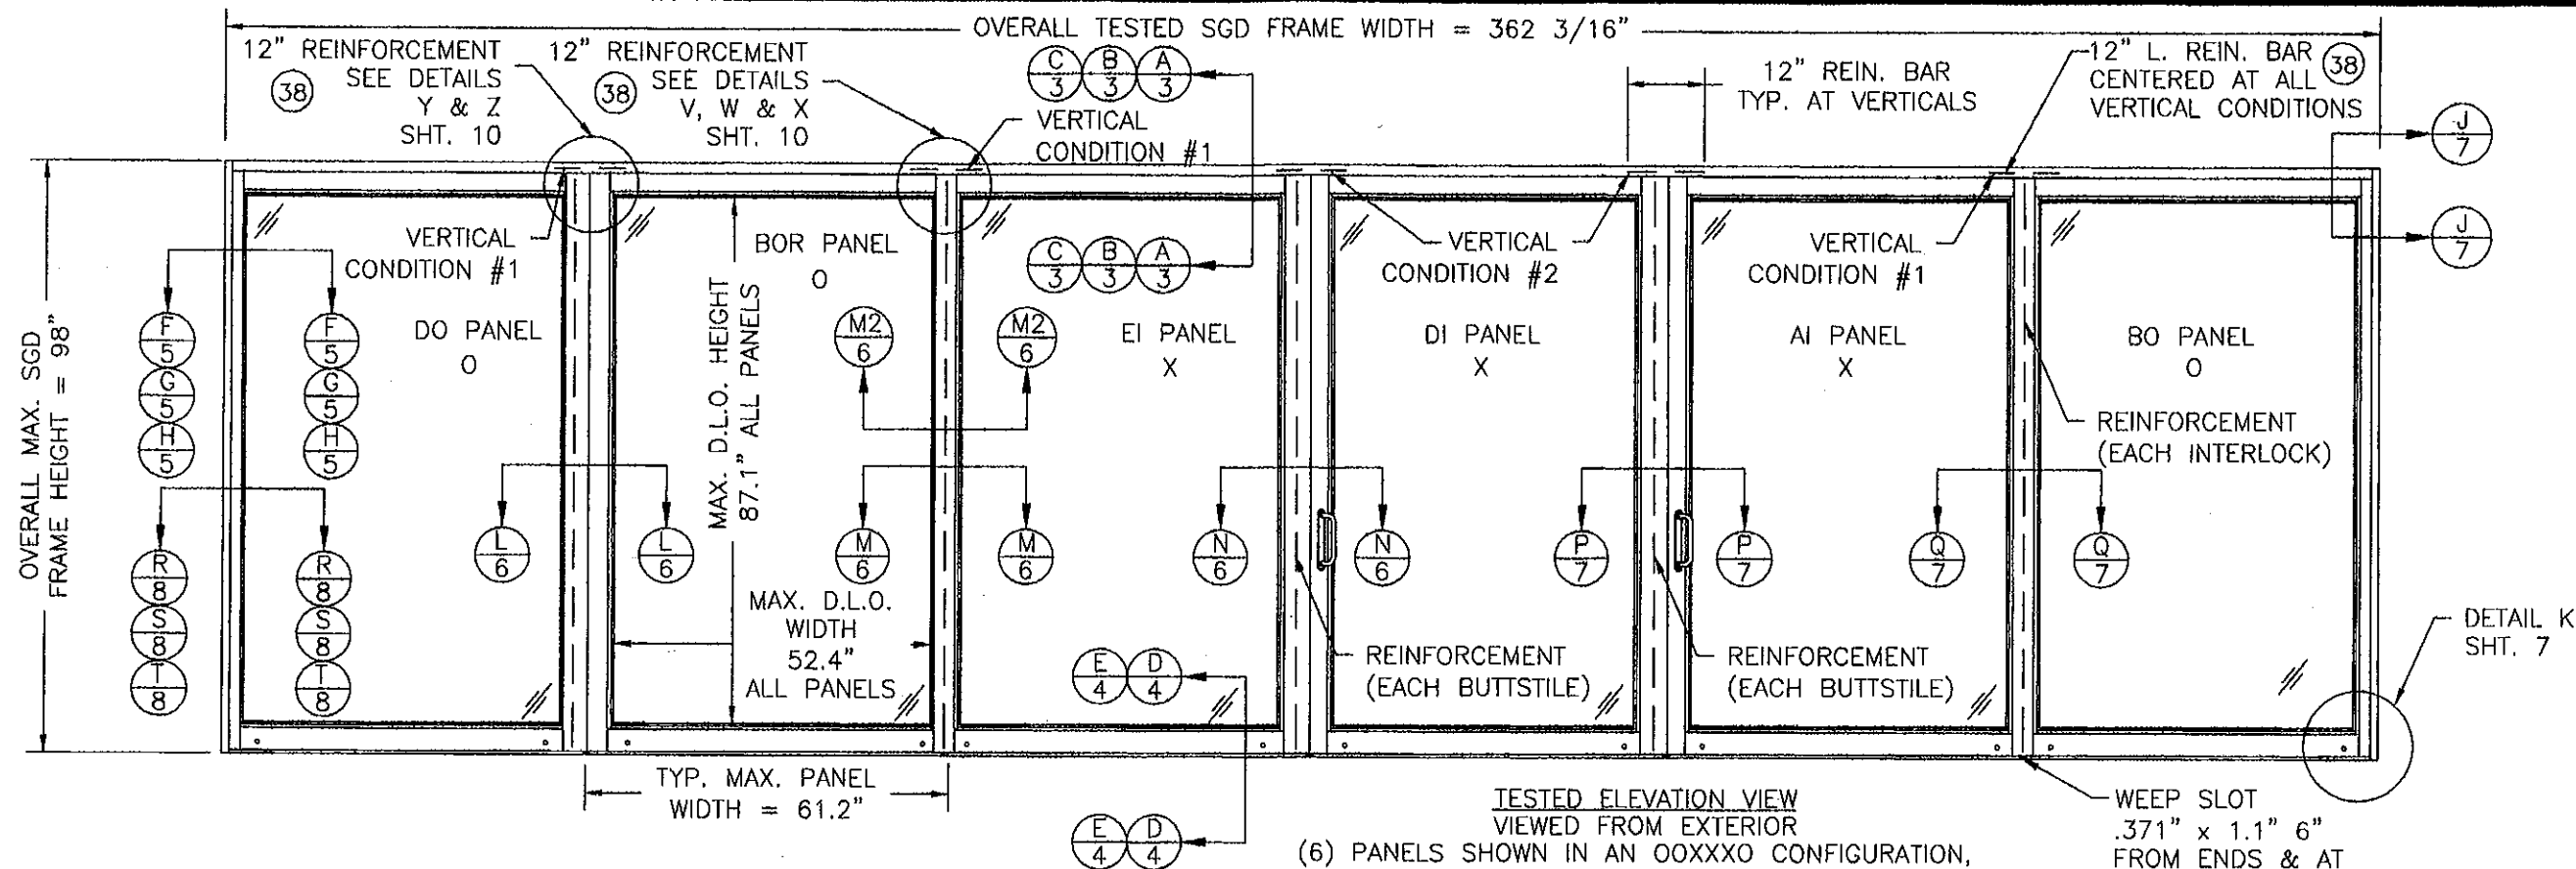 OVERALL TESTED SGD FRAME WIDTH = 362 3/16"
12" REINFORCEMENT
SEE DETAILS
Y & Z
SHT. 10
38
12" REINFORCEMENT
SEE DETAILS
V, W & X
SHT. 10
38
C B A
3 3 3
VERTICAL
CONDITION #1
12" REIN. BAR
TYP. AT VERTICALS
12" L. REIN. BAR
CENTERED AT ALL
VERTICAL CONDITIONS
38
J
7
J
7
OVERALL MAX. SGD
FRAME HEIGHT = 98"
VERTICAL
CONDITION #1
DO PANEL
O
BOR PANEL
O
MAX. D.L.O. HEIGHT
87.1" ALL PANELS
C B A
3 3 3
EI PANEL
X
VERTICAL
CONDITION #2
DI PANEL
X
VERTICAL
CONDITION #1
AI PANEL
X
BO PANEL
O
F
5
G
5
H
5
F
5
G
5
H
5
M2
6
M2
6
REINFORCEMENT
(EACH INTERLOCK)
R
8
S
8
T
8
R
8
S
8
T
8
L
6
L
6
M
6
M
6
N
6
N
6
P
7
P
7
Q
7
Q
7
MAX. D.L.O.
WIDTH
52.4"
ALL PANELS
E D
4 4
REINFORCEMENT
(EACH BUTTSTILE)
REINFORCEMENT
(EACH BUTTSTILE)
DETAIL K
SHT. 7
TYP. MAX. PANEL
WIDTH = 61.2"
E D
4 4
TESTED ELEVATION VIEW
VIEWED FROM EXTERIOR
(6) PANELS SHOWN IN AN OOXXXO CONFIGURATION,
WEEP SLOT
.371" x 1.1" 6"
FROM ENDS & AT